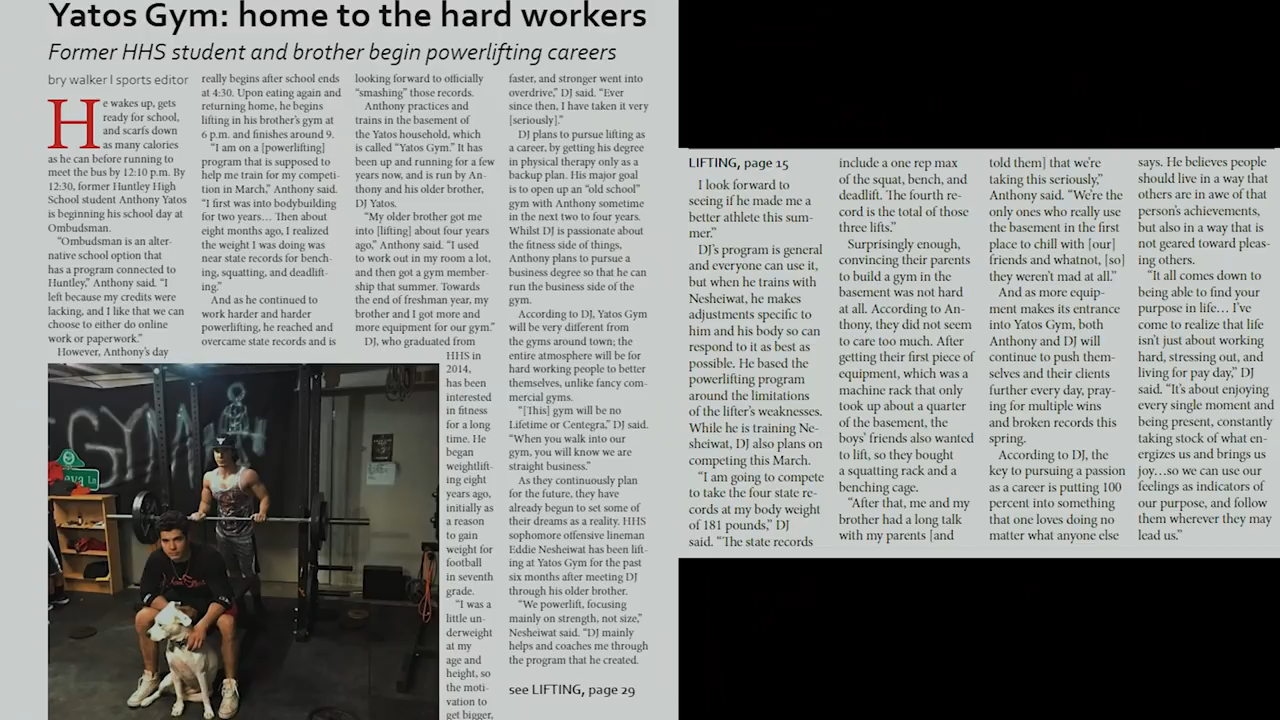 Yatos Gym: home to the hard workers
Former HHS student and brother begin powerlifting careers
bry walker | sports editor
He wakes up, gets
ready for school,
and scarfs down
as many calories
as he can before running to
meet the bus by 12:10 p.m. By
12:30, former Huntley High
School student Anthony Yatos
is beginning his school day at
Ombudsman.
“Ombudsman is an alter-
native school option that
has a program connected to
Huntley,” Anthony said. “I
left because my credits were
lacking, and I like that we can
choose to either do online
work or paperwork.”
However, Anthony’s day
really begins after school ends
at 4:30. Upon eating again and
returning home, he begins
lifting in his brother’s gym at
6 p.m. and finishes around 9.
“I am on a [powerlifting]
program that is supposed to
help me train for my competi-
tion in March,” Anthony said.
“I first was into bodybuilding
for two years… Then about
eight months ago, I realized
the weight I was doing was
near state records for bench-
ing, squatting, and deadlift-
ing.”
And as he continued to
work harder and harder
powerlifting, he reached and
overcame state records and is
looking forward to officially
“smashing” those records.
Anthony practices and
trains in the basement of
the Yatos household, which
is called “Yatos Gym.” It has
been up and running for a few
years now, and is run by An-
thony and his older brother,
DJ Yatos.
“My older brother got me
into [lifting] about four years
ago,” Anthony said. “I used
to work out in my room a lot,
and then got a gym member-
ship that summer. Towards
the end of freshman year, my
brother and I got more and
more equipment for our gym.”
DJ, who graduated from
HHS in
2014,
has been
interested
in fitness
for a long
time. He
began
weightlift-
ing eight
years ago,
initially as
a reason
to gain
weight for
football
in seventh
grade.
“I was a
little un-
derweight
at my
age and
height, so
the moti-
vation to
get bigger,
faster, and stronger went into
overdrive,” DJ said. “Ever
since then, I have taken it very
[seriously].”
DJ plans to pursue lifting as
a career, by getting his degree
in physical therapy only as a
backup plan. His major goal
is to open up an “old school”
gym with Anthony sometime
in the next two to four years.
Whilst DJ is passionate about
the fitness side of things,
Anthony plans to pursue a
business degree so that he can
run the business side of the
gym.
According to DJ, Yatos Gym
will be very different from
the gyms around town; the
entire atmosphere will be for
hard working people to better
themselves, unlike fancy com-
mercial gyms.
“[This] gym will be no
Lifetime or Centegra,” DJ said.
“When you walk into our
gym, you will know we are
straight business.”
As they continuously plan
for the future, they have
already begun to set some of
their dreams as a reality. HHS
sophomore offensive lineman
Eddie Nesheiwat has been lift-
ing at Yatos Gym for the past
six months after meeting DJ
through his older brother.
“We powerlift, focusing
mainly on strength, not size,”
Nesheiwat said. “DJ mainly
helps and coaches me through
the program that he created.
see LIFTING, page 29
GYM
LIFTING, page 15
I look forward to
seeing if he made me a
better athlete this sum-
mer.”
DJ’s program is general
and everyone can use it,
but when he trains with
Nesheiwat, he makes
adjustments specific to
him and his body so can
respond to it as best as
possible. He based the
powerlifting program
around the limitations
of the lifter’s weaknesses.
While he is training Ne-
sheiwat, DJ also plans on
competing this March.
“I am going to compete
to take the four state re-
cords at my body weight
of 181 pounds,” DJ
said. “The state records
include a one rep max
of the squat, bench, and
deadlift. The fourth re-
cord is the total of those
three lifts.”
Surprisingly enough,
convincing their parents
to build a gym in the
basement was not hard
at all. According to An-
thony, they did not seem
to care too much. After
getting their first piece of
equipment, which was a
machine rack that only
took up about a quarter
of the basement, the
boys’ friends also wanted
to lift, so they bought
a squatting rack and a
benching cage.
“After that, me and my
brother had a long talk
with my parents [and
told them] that we’re
taking this seriously,”
Anthony said. “We’re the
only ones who really use
the basement in the first
place to chill with [our]
friends and whatnot, [so]
they weren’t mad at all.”
And as more equip-
ment makes its entrance
into Yatos Gym, both
Anthony and DJ will
continue to push them-
selves and their clients
further every day, pray-
ing for multiple wins
and broken records this
spring.
According to DJ, the
key to pursuing a passion
as a career is putting 100
percent into something
that one loves doing no
matter what anyone else
says. He believes people
should live in a way that
others are in awe of that
person’s achievements,
but also in a way that is
not geared toward pleas-
ing others.
“It all comes down to
being able to find your
purpose in life… I’ve
come to realize that life
isn’t just about working
hard, stressing out, and
living for pay day,” DJ
said. “It’s about enjoying
every single moment and
being present, constantly
taking stock of what en-
ergizes us and brings us
joy…so we can use our
feelings as indicators of
our purpose, and follow
them wherever they may
lead us.”